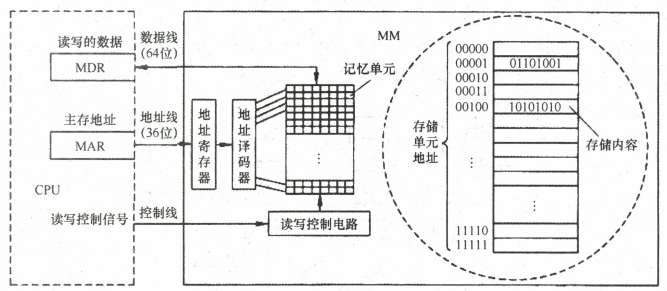 读写的数据
MDR
数据线
(64位)
主存地址
MAR
地址线
(36位)
CPU
读写控制信号
控制线
地址寄存器
地址译码器
记忆单元
⋮
读写控制电路
MM
存储单元地址
00000
00001 01101001
00010
00011
00100 10101010
存储内容
⋮
⋮
11110
11111